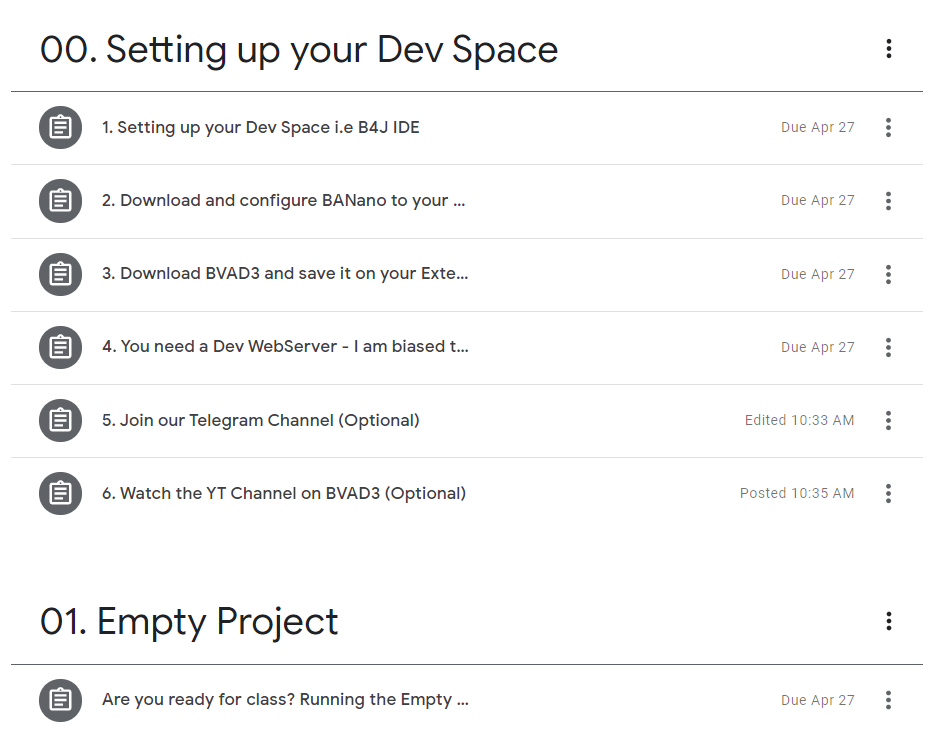 00. Setting up your Dev Space
1. Setting up your Dev Space i.e B4J IDE Due Apr 27
2. Download and configure BANano to your ... Due Apr 27
3. Download BVAD3 and save it on your Exte... Due Apr 27
4. You need a Dev WebServer - I am biased t... Due Apr 27
5. Join our Telegram Channel (Optional) Edited 10:33 AM
6. Watch the YT Channel on BVAD3 (Optional) Posted 10:35 AM
01. Empty Project
Are you ready for class? Running the Empty ... Due Apr 27